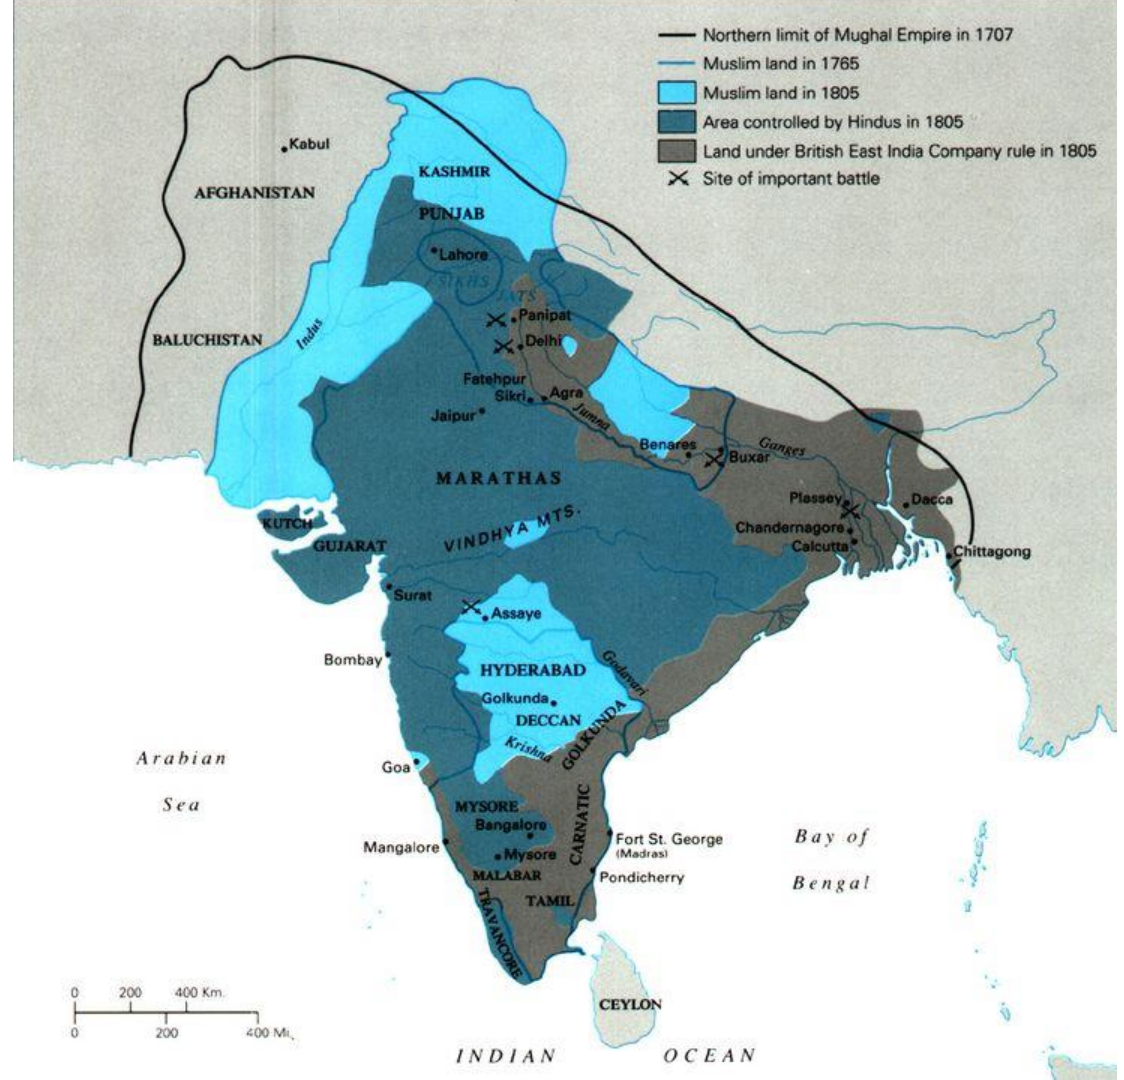 Northern limit of Mughal Empire in 1707
Muslim land in 1765
Muslim land in 1805
Area controlled by Hindus in 1805
Land under British East India Company rule in 1805
Site of important battle
Kabul
AFGHANISTAN
KASHMIR
PUNJAB
Lahore
SIKHS
JATS
Panipat
Delhi
BALUCHISTAN
Indus
Fatehpur
Sikri
Agra
Jaipur
Jumna
Benares
Ganges
Buxar
MARATHAS
Plassey
Dacca
KUTCH
VINDHYA MTS.
Chandernagore
GUJARAT
Calcutta
Chittagong
Surat
Assaye
Bombay
HYDERABAD
Godavari
Golkunda
DECCAN
GOLKUNDA
Krishna
Arabian
Sea
Goa
MYSORE
Bangalore
CARNATIC
Mangalore
Mysore
Fort St. George
(Madras)
Bay of
Bengal
MALABAR
Pondicherry
TAMIL
TRAVANCORE
0 200 400 Km.
0 200 400 Mi.
CEYLON
INDIAN OCEAN